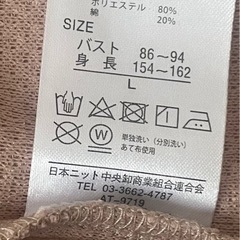 ポリエステル 80%
綿 20%
SIZE
バスト 86~94
身長 154~162
L
W
単独洗い(分別洗い)
あて布使用
日本ニット中央卸商業組合連合会
TEL 03-3662-4787
AT-9719